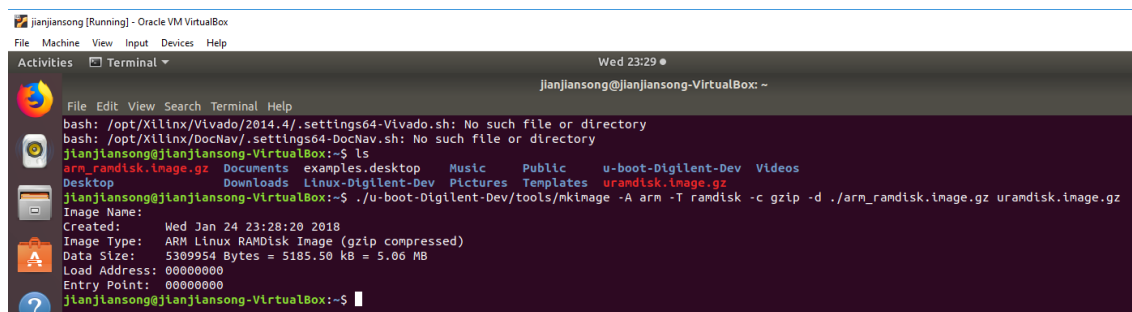 jianjiansong [Running] - Oracle VM VirtualBox
File Machine View Input Devices Help
Activities Terminal Wed 23:29
jianjiansong@jianjiansong-VirtualBox: ~
File Edit View Search Terminal Help
bash: /opt/Xilinx/Vivado/2014.4/.settings64-Vivado.sh: No such file or directory
bash: /opt/Xilinx/DocNav/.settings64-DocNav.sh: No such file or directory
jianjiansong@jianjiansong-VirtualBox:~$ ls
arm_ramdisk.image.gz Documents examples.desktop Music Public u-boot-Digilent-Dev Videos
Desktop Downloads Linux-Digilent-Dev Pictures Templates uramdisk.image.gz
jianjiansong@jianjiansong-VirtualBox:~$ ./u-boot-Digilent-Dev/tools/mkimage -A arm -T ramdisk -c gzip -d ./arm_ramdisk.image.gz uramdisk.image.gz
Image Name:
Created: Wed Jan 24 23:28:20 2018
Image Type: ARM Linux RAMDisk Image (gzip compressed)
Data Size: 5309954 Bytes = 5185.50 kB = 5.06 MB
Load Address: 00000000
Entry Point: 00000000
jianjiansong@jianjiansong-VirtualBox:~$